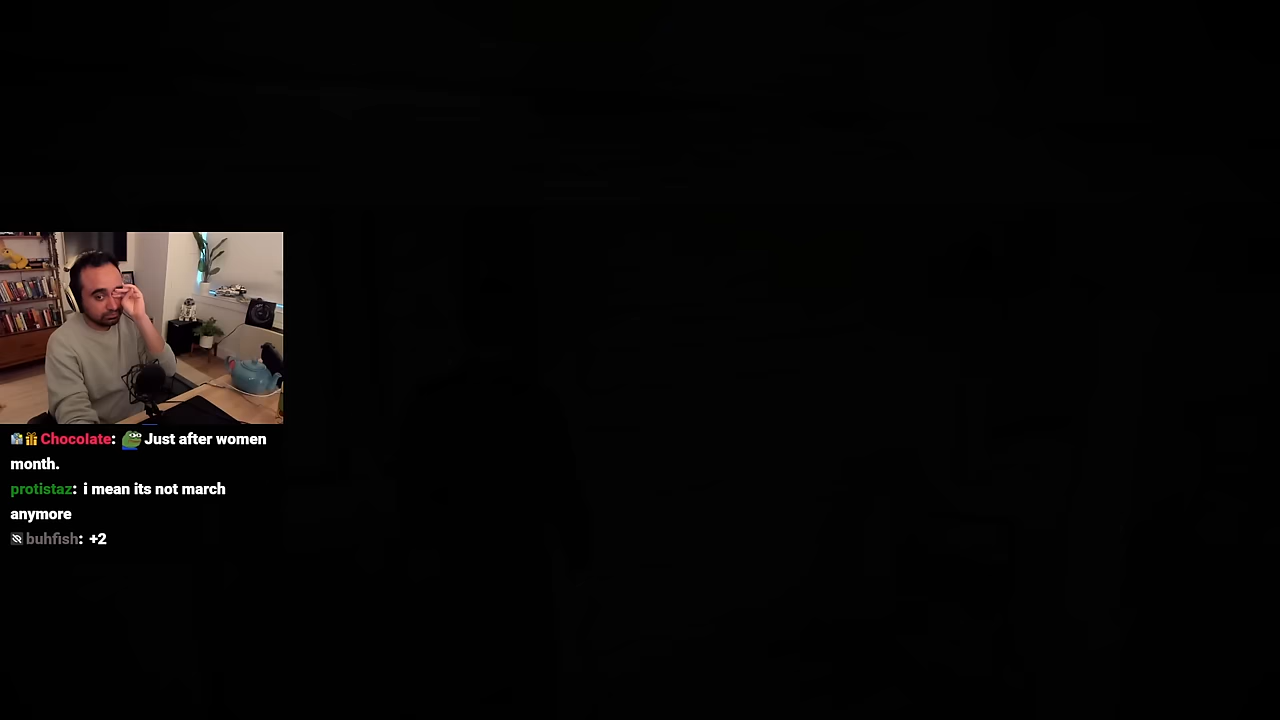 Chocolate: Just after women
month.
protistaz: i mean its not march
anymore
buhfish: +2